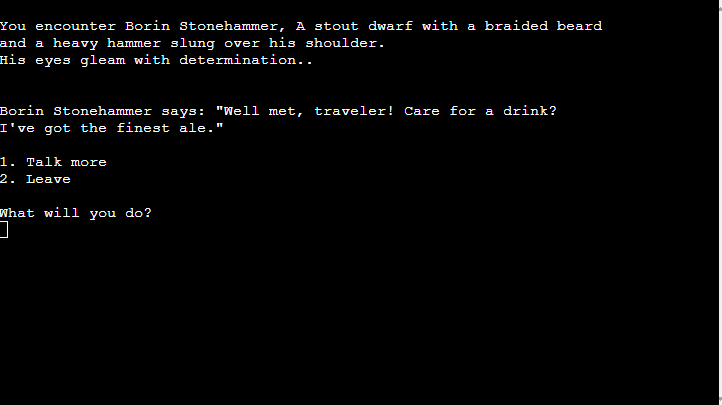 You encounter Borin Stonehammer, A stout dwarf with a braided beard
and a heavy hammer slung over his shoulder.
His eyes gleam with determination..
Borin Stonehammer says: "Well met, traveler! Care for a drink?
I've got the finest ale."
1. Talk more
2. Leave
What will you do?